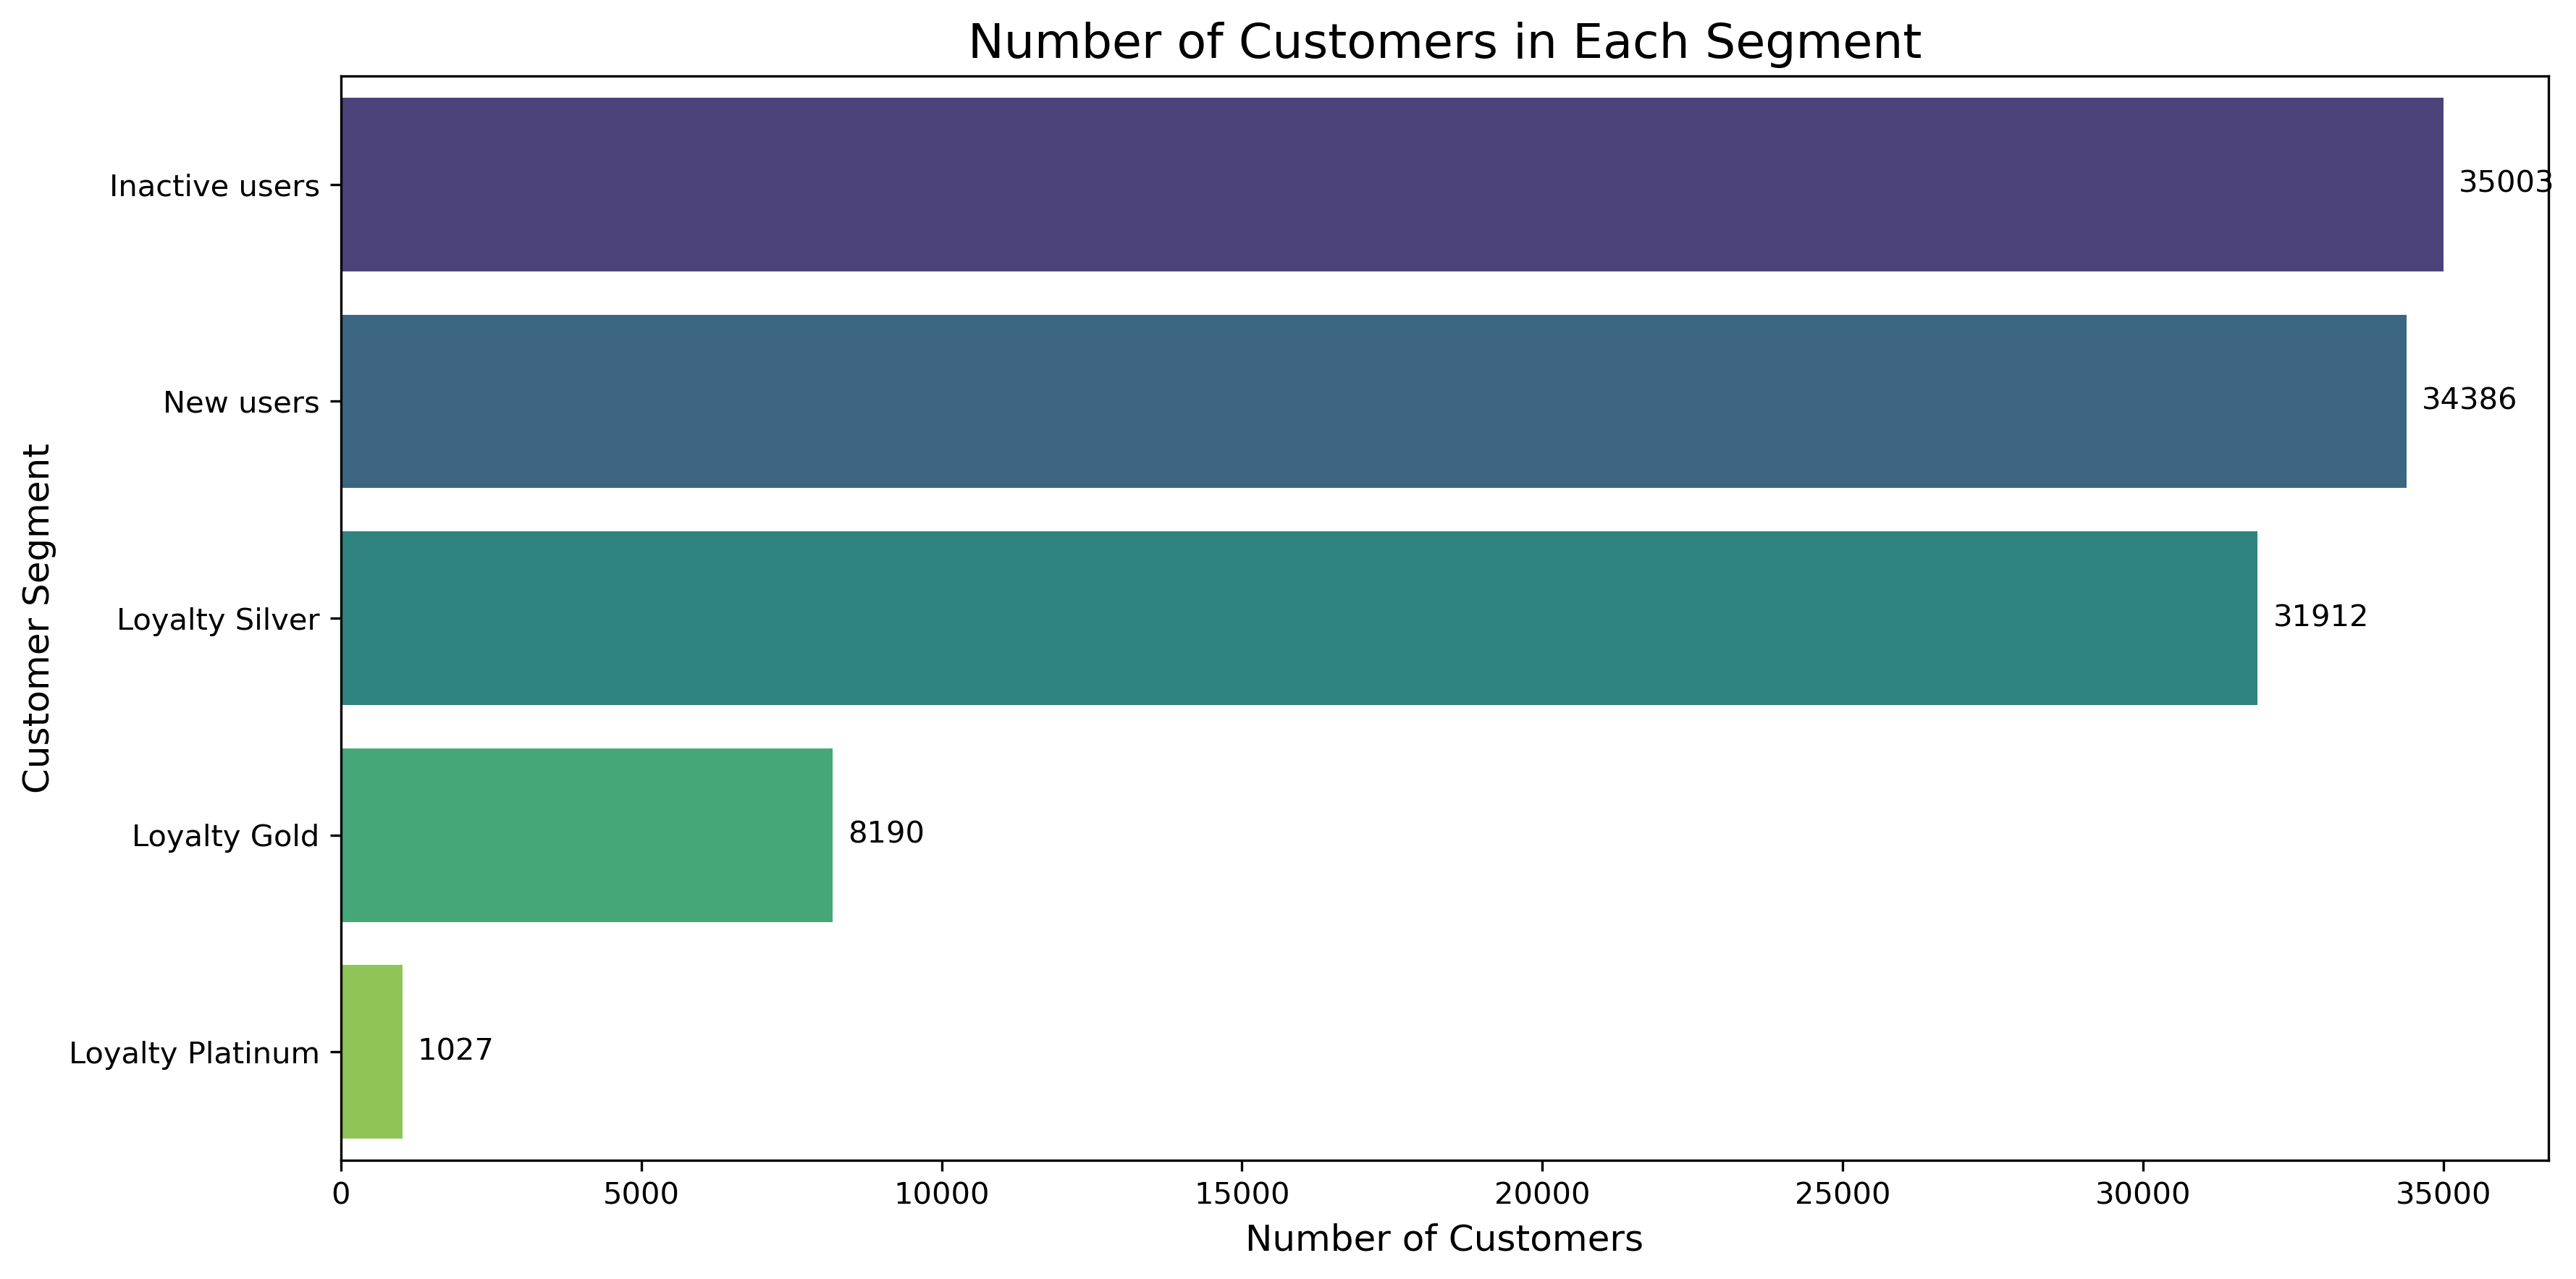 Number of Customers in Each Segment
Customer Segment
Inactive users
35003
New users
34386
Loyalty Silver
31912
Loyalty Gold
8190
Loyalty Platinum
1027
0 5000 10000 15000 20000 25000 30000 35000
Number of Customers